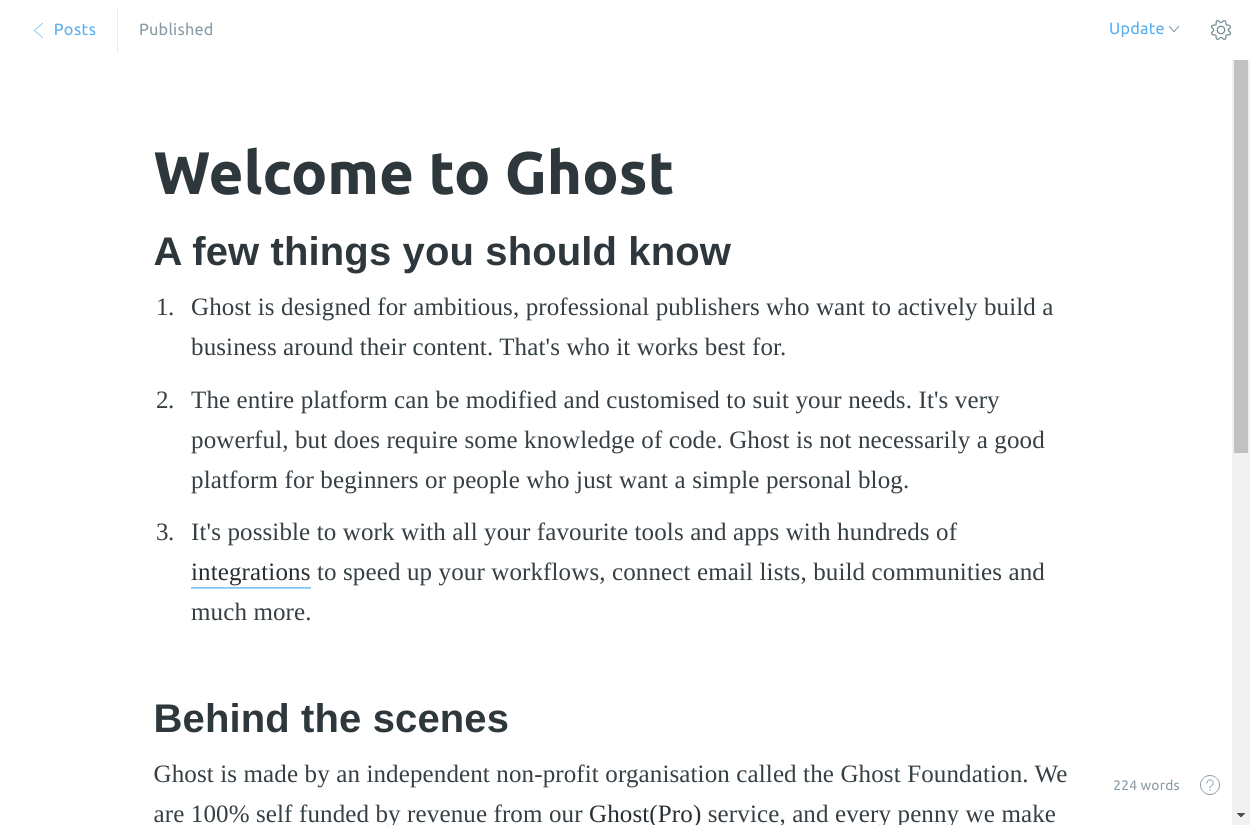 Posts
Published
Update
Welcome to Ghost
A few things you should know
1. Ghost is designed for ambitious, professional publishers who want to actively build a
business around their content. That's who it works best for.
2. The entire platform can be modified and customised to suit your needs. It's very
powerful, but does require some knowledge of code. Ghost is not necessarily a good
platform for beginners or people who just want a simple personal blog.
3. It's possible to work with all your favourite tools and apps with hundreds of
integrations to speed up your workflows, connect email lists, build communities and
much more.
Behind the scenes
Ghost is made by an independent non-profit organisation called the Ghost Foundation. We
are 100% self funded by revenue from our Ghost(Pro) service, and every penny we make
224 words